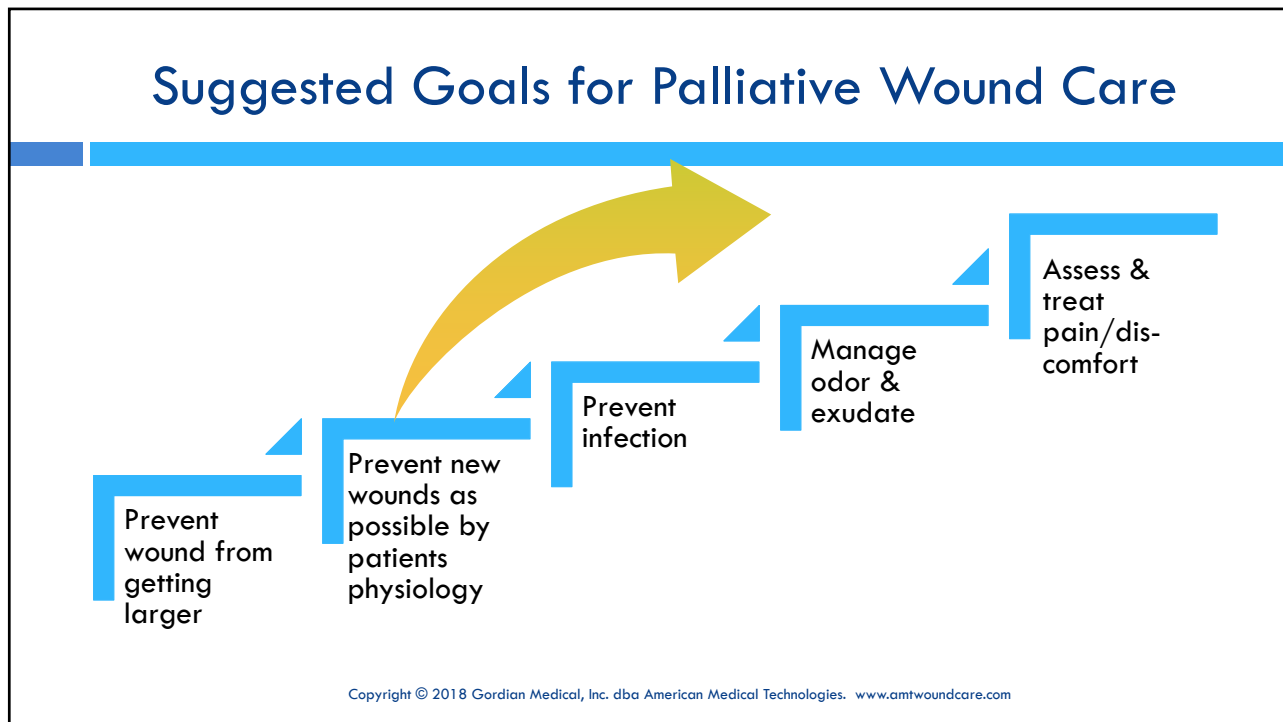 Suggested Goals for Palliative Wound Care
Prevent
wound from
getting
larger
Prevent new
wounds as
possible by
patients
physiology
Prevent
infection
Manage
odor &
exudate
Assess &
treat
pain/dis-
comfort
Copyright © 2018 Gordian Medical, Inc. dba American Medical Technologies. www.amtwoundcare.com